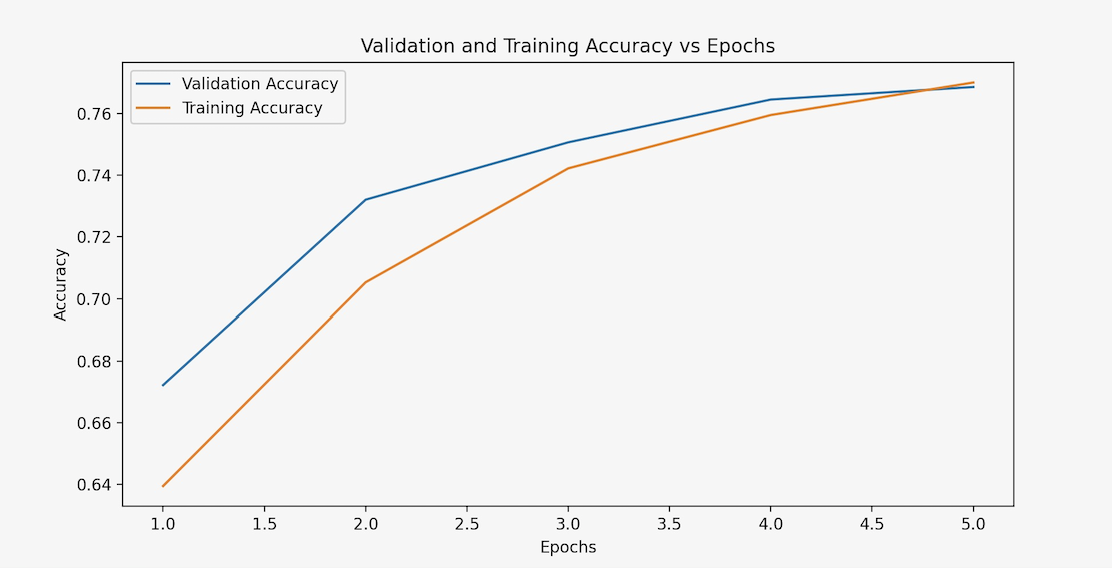 Validation and Training Accuracy vs Epochs
Validation Accuracy
Training Accuracy
Accuracy
0.76
0.74
0.72
0.70
0.68
0.66
0.64
1.0 1.5 2.0 2.5 3.0 3.5 4.0 4.5 5.0
Epochs